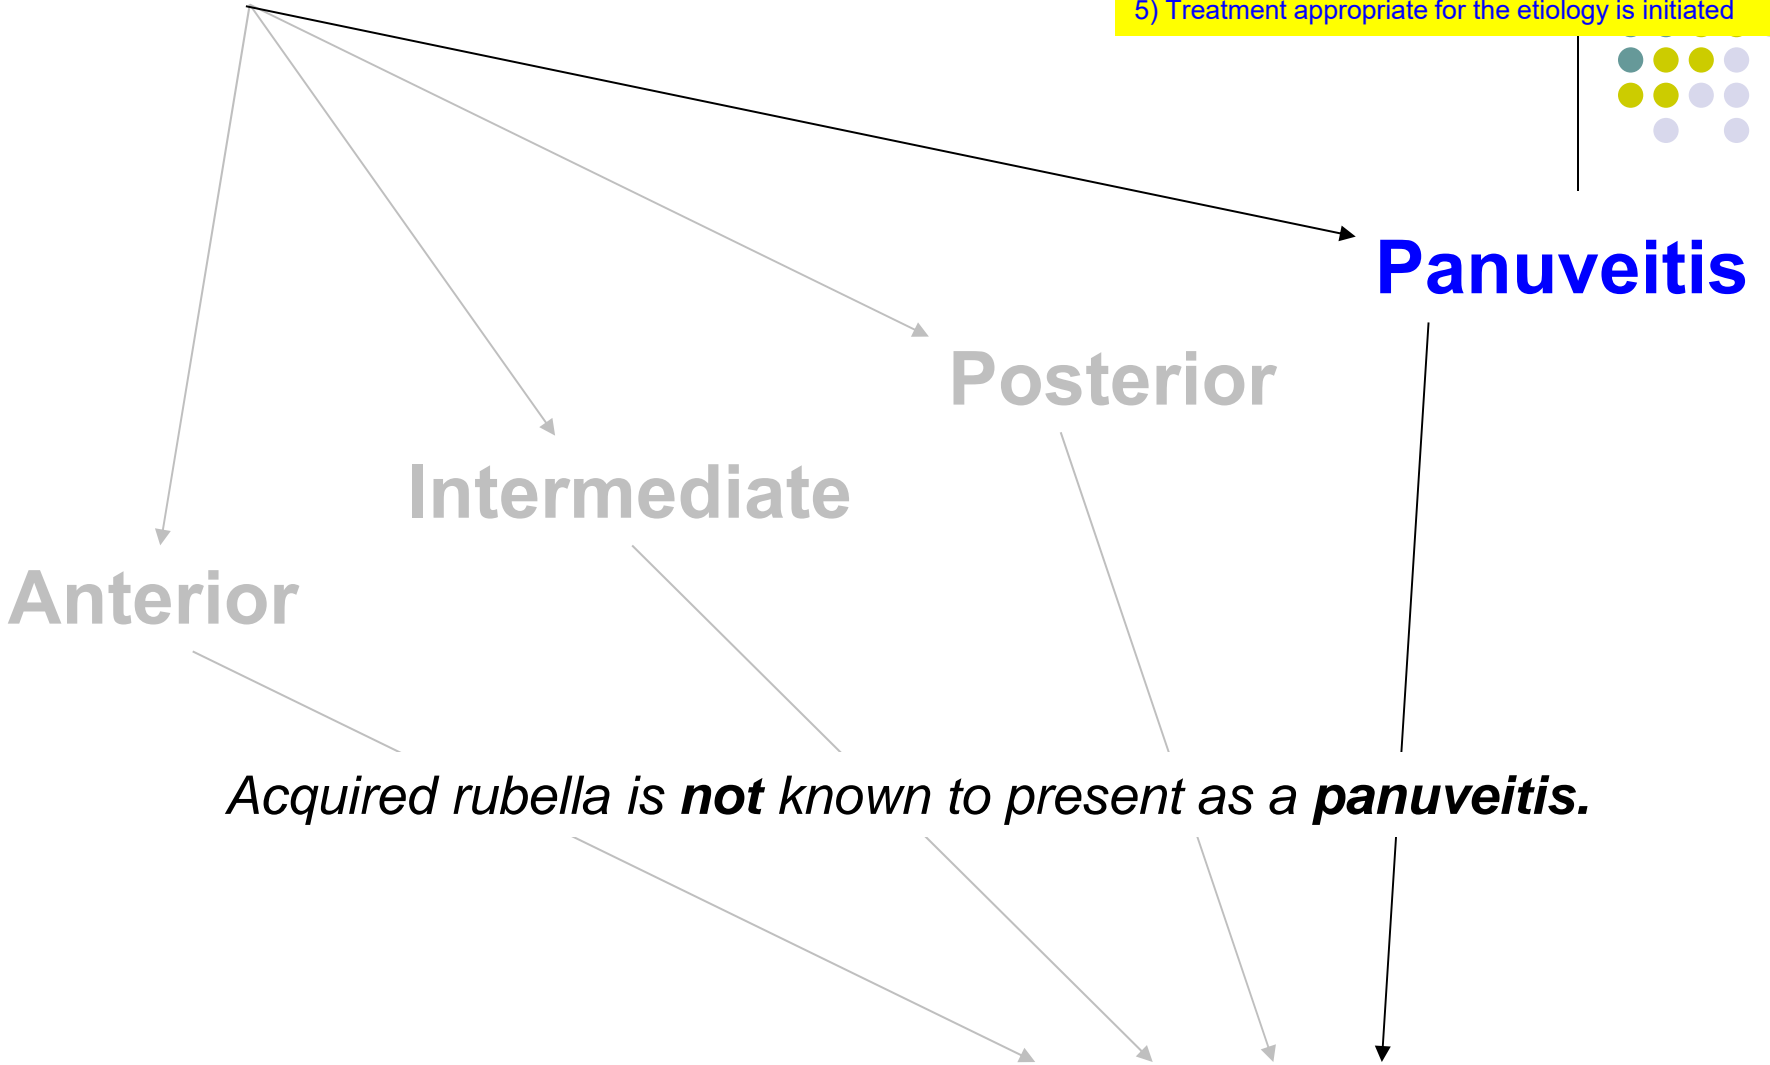 5) Treatment appropriate for the etiology is initiated
Panuveitis
Posterior
Intermediate
Anterior
Acquired rubella is not known to present as a panuveitis.